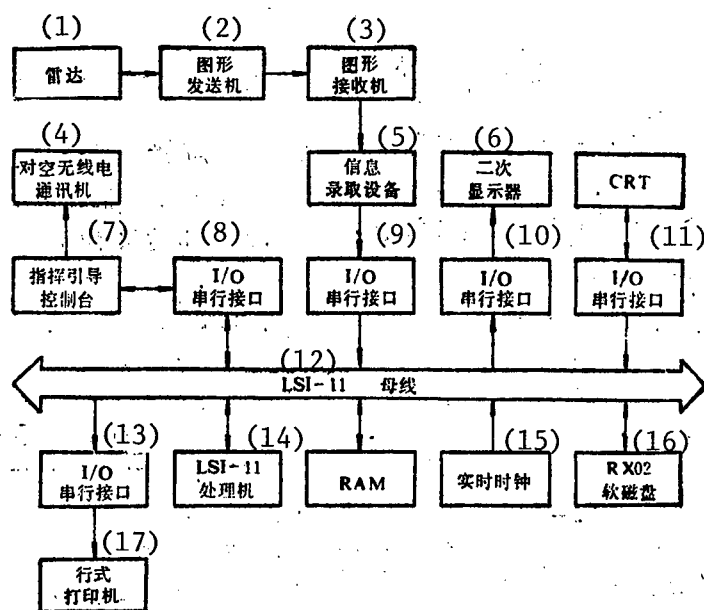 (1)
(2)
(3)
雷达
图形
发送机
图形
接收机
(4)
(5)
(6)
对空无线电
通讯机
信息
录取设备
二次
显示器
CRT
(7)
(8)
(9)
(10)
(11)
指挥引导
控制台
I/O
串行接口
I/O
串行接口
I/O
串行接口
I/O
串行接口
(12)
LSI-11 母线
(13)
(14)
(15)
(16)
I/O
串行接口
LSI-11
处理机
RAM
实时时钟
RX02
软磁盘
(17)
行式
打印机